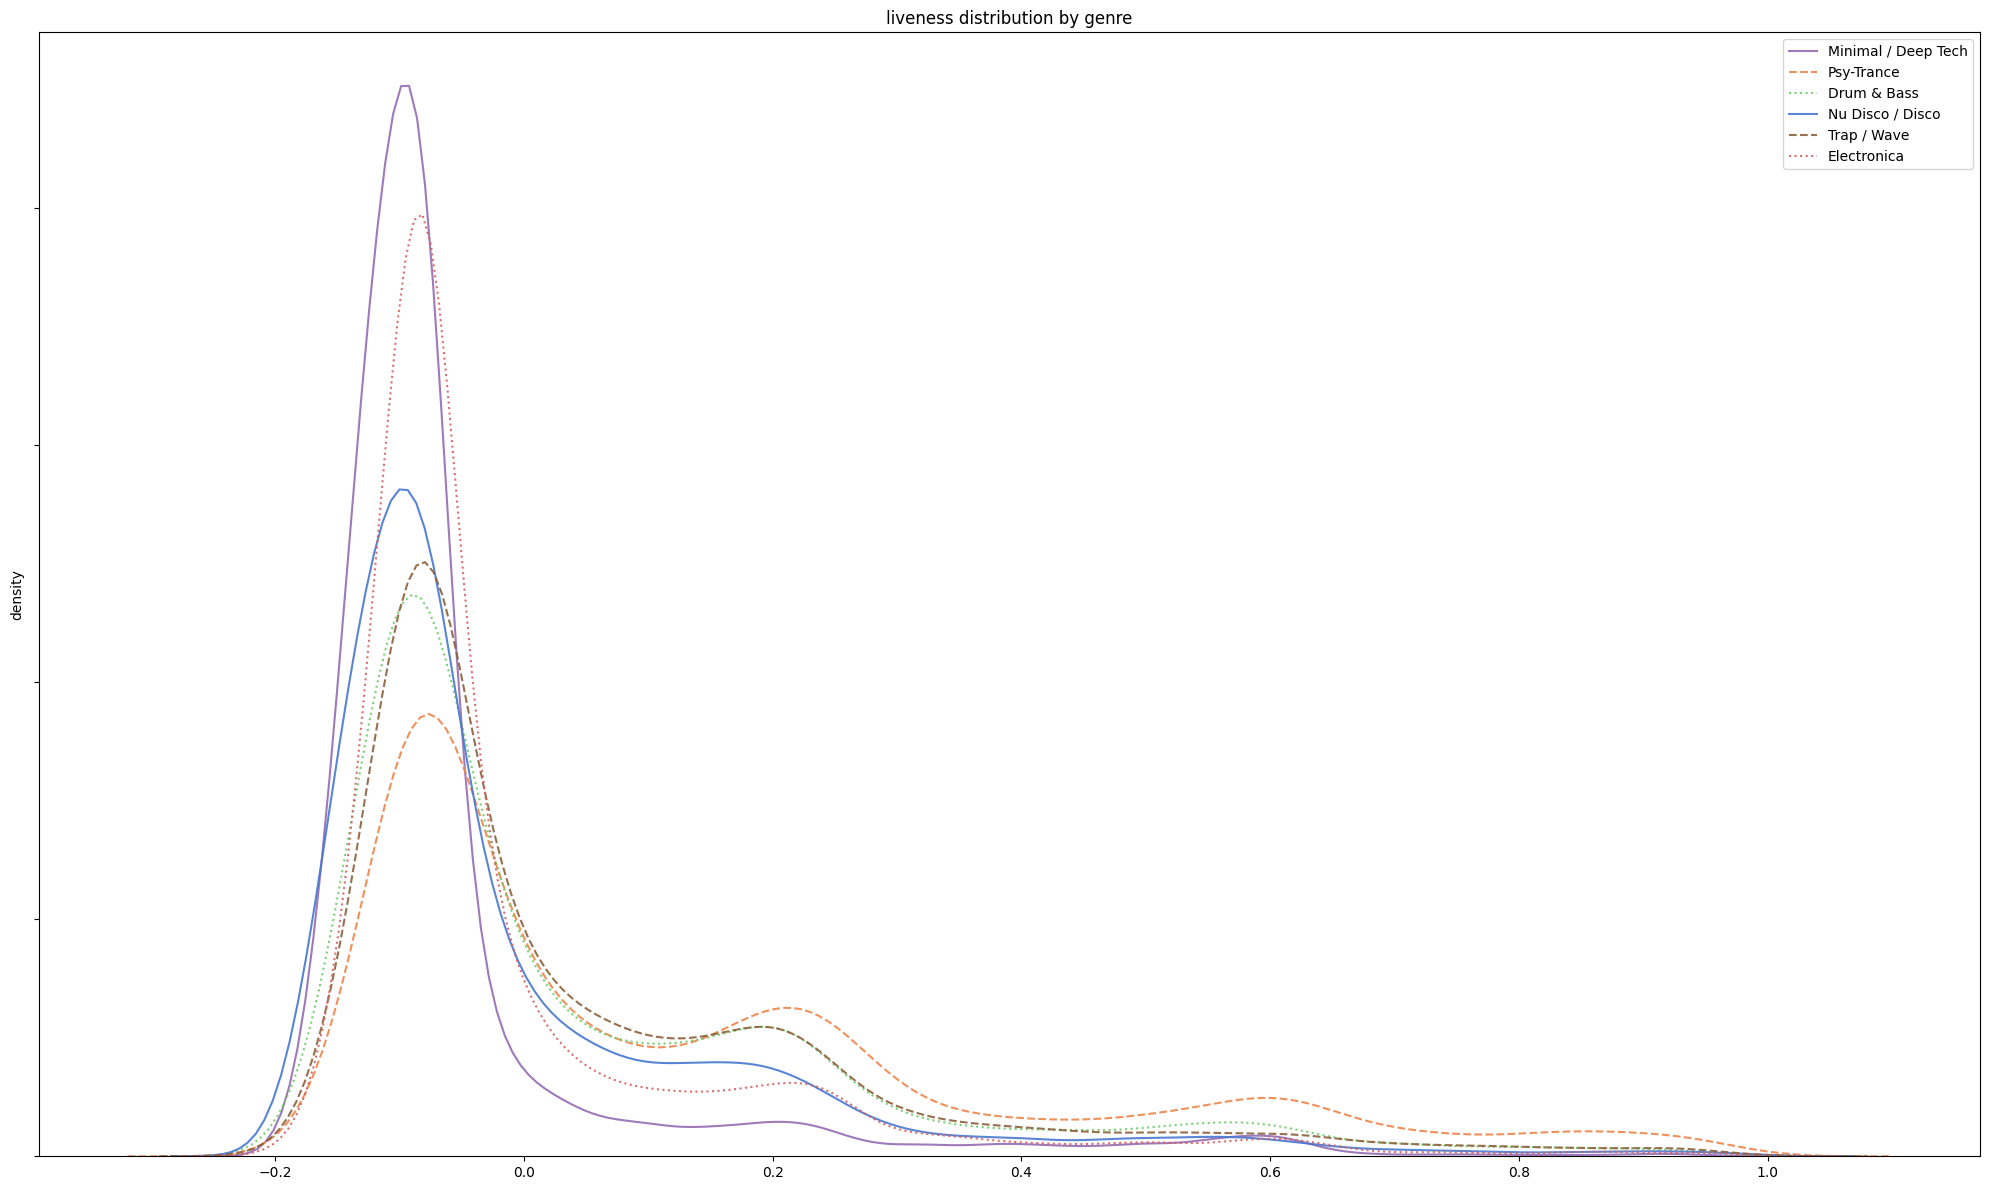 liveness distribution by genre
Minimal / Deep Tech
Psy-Trance
Drum & Bass
Nu Disco / Disco
Trap / Wave
Electronica
density
−0.2 0.0 0.2 0.4 0.6 0.8 1.0